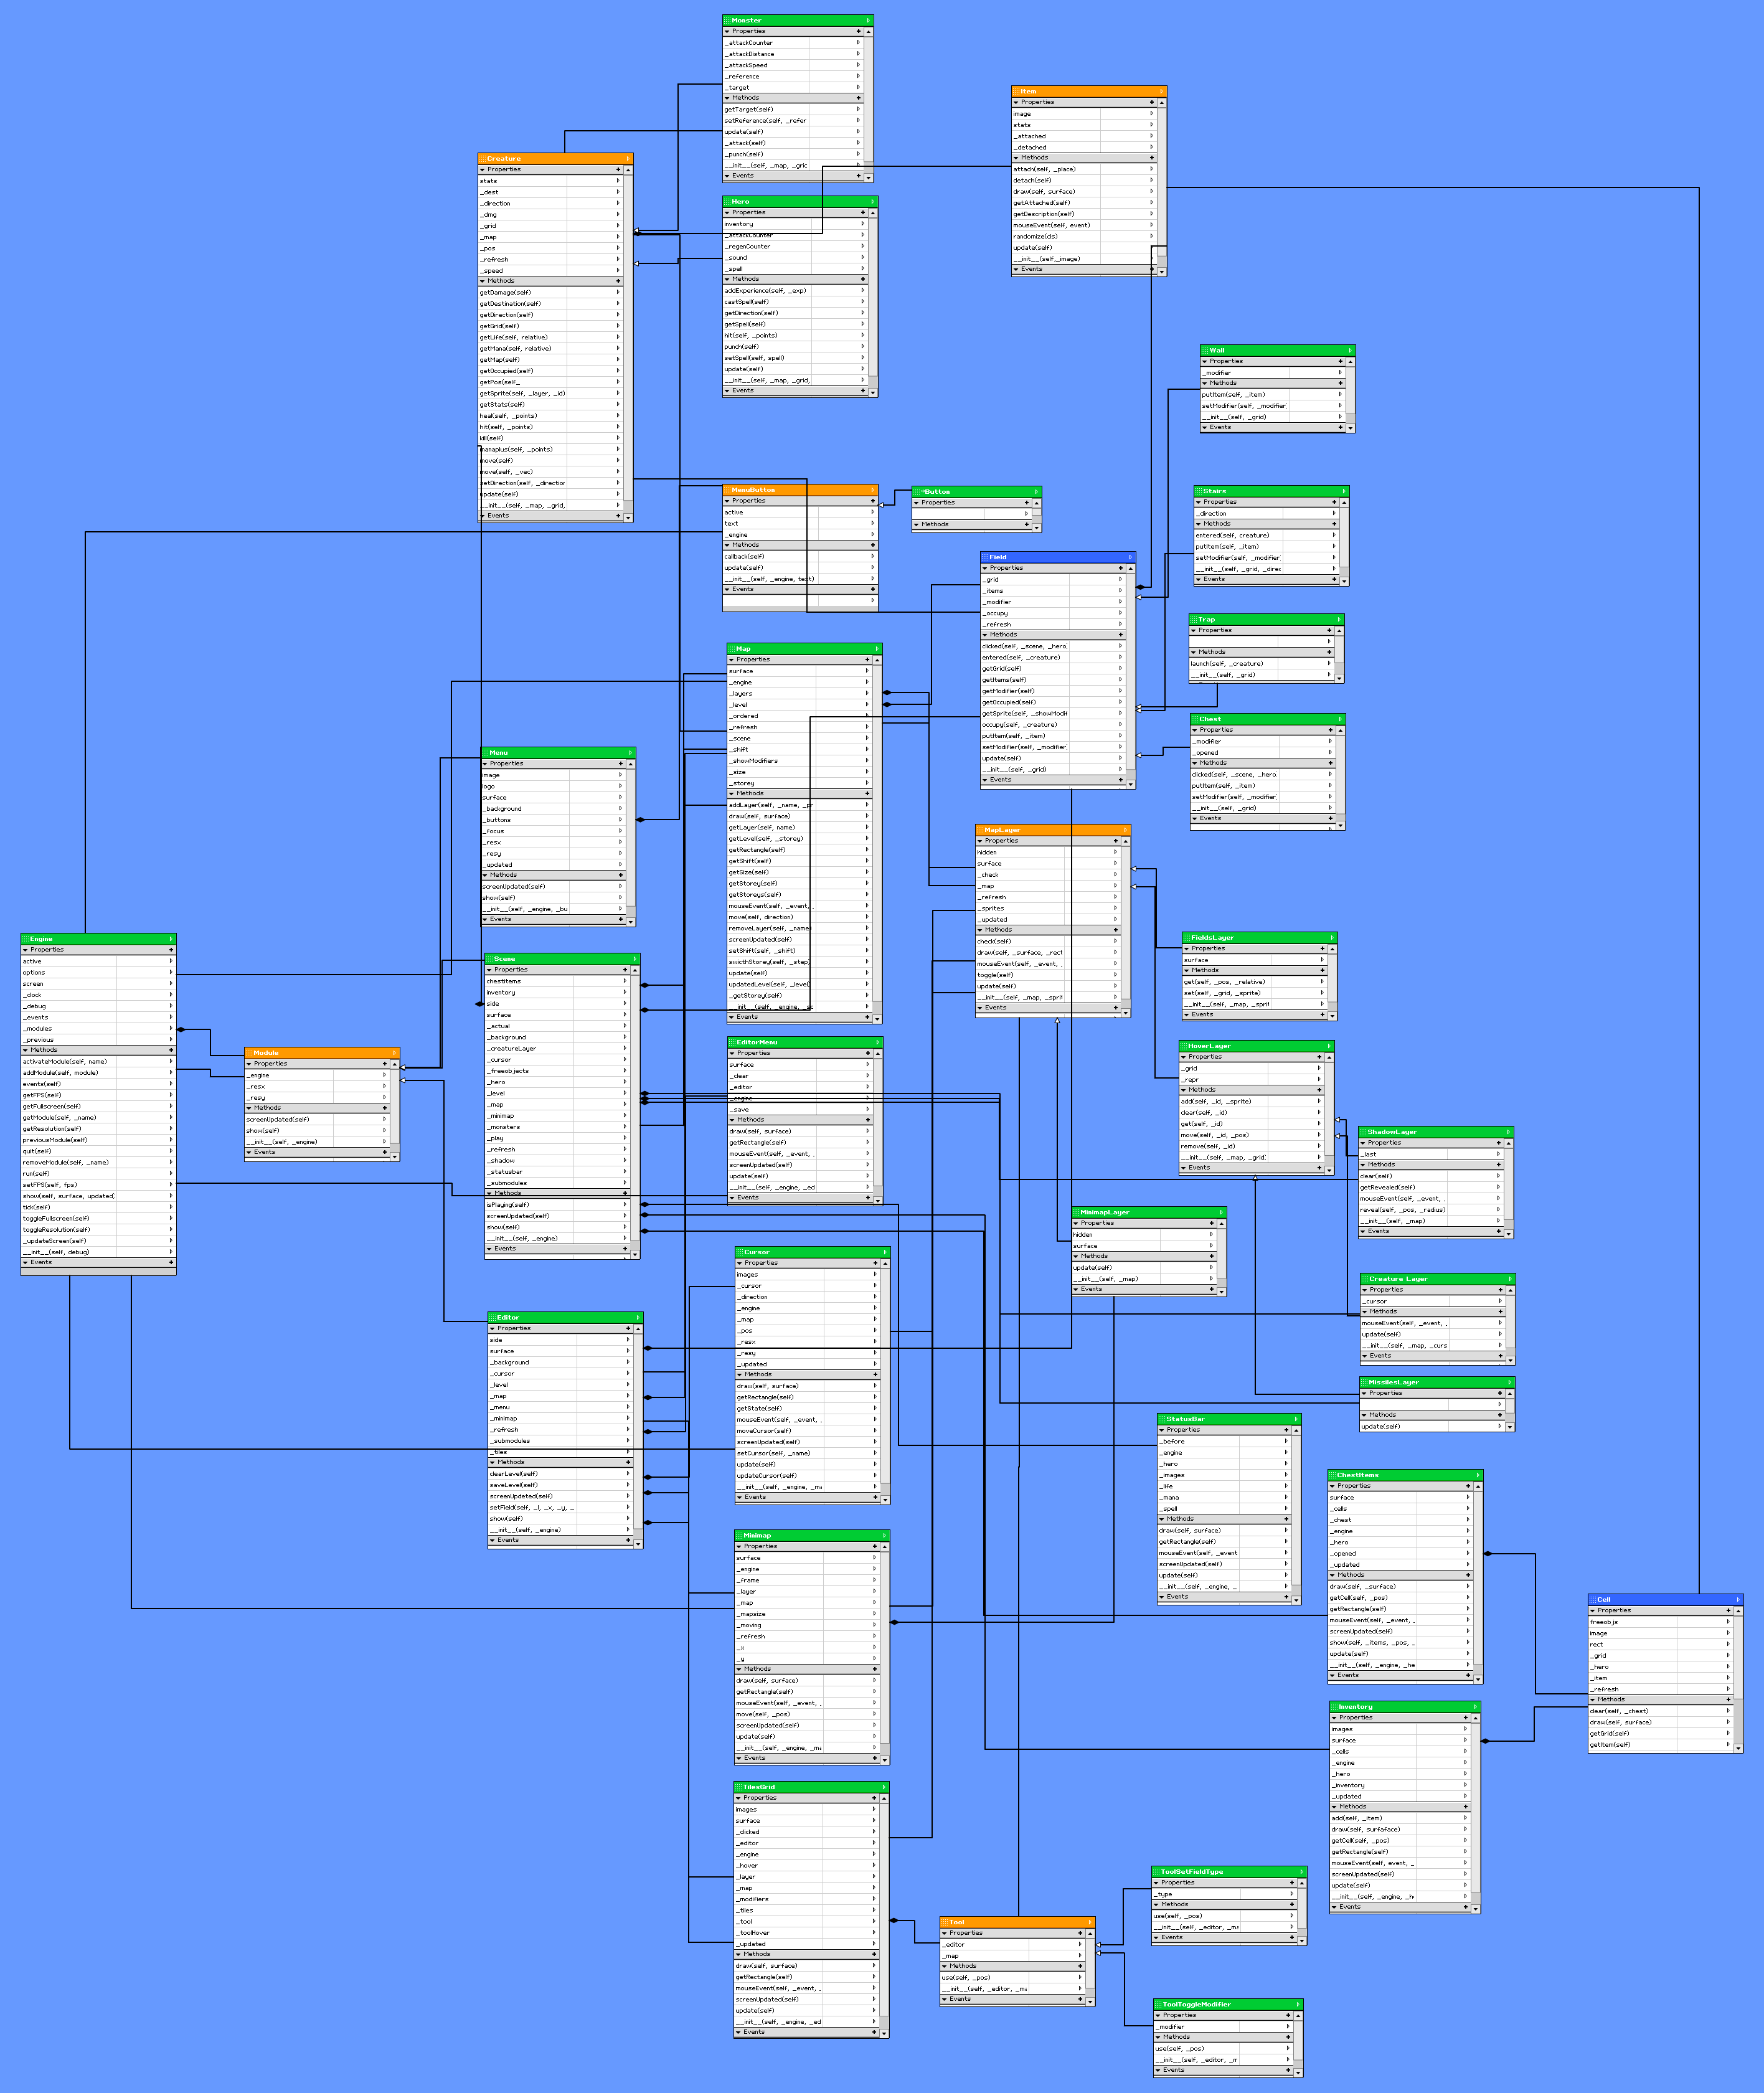 Monster
Properties
_attackCounter
_attackDistance
_attackSpeed
_reference
_target
Methods
getTarget(self)
setReference(self, _refer
update(self)
_attack(self)
_punch(self)
__init__(self, _map, _gric
Events
Item
Properties
image
stats
_attached
_detached
Methods
attach(self, _place)
detach(self)
draw(self, surface)
getAttached(self)
getDescription(self)
mouseEvent(self, event)
randomize(cls)
update(self)
__init__(self,_image)
Events
Creature
Properties
stats
_dest
_direction
_dmg
_grid
_map
_pos
_refresh
_speed
Methods
getDamage(self)
getDestination(self)
getDirection(self)
getGrid(self)
getLife(self, relative)
getMana(self, relative)
getMap(self)
getOccupied(self)
getPos(self_
getSprite(self, _layer, _id)
getStats(self)
heal(self, _points)
hit(self, _points)
kill(self)
manaplus(self, _points)
move(self)
move(self, _vec)
setDirection(self, _direction
update(self)
__init__(self, _map, _grid,
Events
Hero
Properties
inventory
_attackCounter
_regenCounter
_sound
_spell
Methods
addExperience(self, _exp)
castSpell(self)
getDirection(self)
getSpell(self)
hit(self, _points)
punch(self)
setSpell(self, spell)
update(self)
__init__(self, _map, _grid,
Events
Wall
Properties
_modifier
Methods
putItem(self, _item)
setModifier(self, _modifier)
__init__(self, _grid)
Events
MenuButton
Properties
active
text
_engine
Methods
callback(self)
update(self)
__init__(self, _engine, text)
Events
*Button
Properties
Methods
Stairs
Properties
_direction
Methods
entered(self, creature)
putItem(self, _item)
setModifier(self, _modifier)
__init__(self, _grid, _direc
Events
Field
Properties
_grid
_items
_modifier
_occupy
_refresh
Methods
clicked(self, _scene, _hero)
entered(self, _creature)
getGrid(self)
getItems(self)
getModifier(self)
getOccupied(self)
getSprite(self, _showModif
occupy(self, _creature)
putItem(self, _item)
setModifier(self, _modifier)
update(self)
__init__(self, _grid)
Events
Trap
Properties
Methods
launch(self, _creature)
__init__(self, _grid)
Map
Properties
surface
_engine
_layers
_level
_ordered
_refresh
_scene
_shift
_showModifiers
_size
_storey
Methods
addLayer(self, _name, _pr
draw(self, surface)
getLayer(self, name)
getLevel(self, _storey)
getRectangle(self)
getShift(self)
getSize(self)
getStorey(self)
getStoreys(self)
mouseEvent(self, _event, _
move(self, direction)
removeLayer(self, _name)
screenUpdated(self)
setShift(self, _shift)
swicthStorey(self, _step)
update(self)
updatedLevel(self, _level)
_getStorey(self)
__init__(self, _engine, _sc
Events
Chest
Properties
_modifier
_opened
Methods
clicked(self, _scene, _hero)
putItem(self, _item)
setModifier(self, _modifier)
__init__(self, _grid)
Events
Menu
Properties
image
logo
surface
_background
_buttons
_focus
_resx
_resy
_updated
Methods
screenUpdated(self)
show(self)
__init__(self, _engine, _bu
Events
MapLayer
Properties
hidden
surface
_check
_map
_refresh
_sprites
_updated
Methods
check(self)
draw(self, _surface, _rect
mouseEvent(self, _event, _
toggle(self)
update(self)
__init__(self, _map, _sprit
Events
Engine
Properties
active
options
screen
_clock
_debug
_events
_modules
_previous
Methods
activateModule(self, name)
addModule(self, module)
events(self)
getFPS(self)
getFullscreen(self)
getModule(self, _name)
getResolution(self)
previousModule(self)
quit(self)
removeModule(self, _name)
run(self)
setFPS(self, fps)
show(self, surface, updated)
tick(self)
toggleFullscreen(self)
toggleResolution(self)
_updateScreen(self)
__init__(self, debug)
Events
FieldsLayer
Properties
surface
Methods
get(self, _pos, _relative)
set(self, _grid, _sprite)
__init__(self, _map, _sprit
Events
Scene
Properties
chestitems
inventory
side
surface
_actual
_background
_creatureLayer
_cursor
_freeobjects
_hero
_level
_map
_minimap
_monsters
_play
_refresh
_shadow
_statusbar
_submodules
Methods
isPlaying(self)
screenUpdated(self)
show(self)
__init__(self, _engine)
Events
Module
Properties
_engine
_resx
_resy
Methods
screenUpdated(self)
show(self)
__init__(self, _engine)
Events
EditorMenu
Properties
surface
_clear
_editor
_engine
_save
Methods
draw(self, surface)
getRectangle(self)
mouseEvent(self, _event, _
screenUpdated(self)
update(self)
__init__(self, _engine, _ed
Events
HoverLayer
Properties
_grid
_repr
Methods
add(self, _id, _sprite)
clear(self, _id)
get(self, _id)
move(self, _id, _pos)
remove(self, _id)
__init__(self, _map, _grid)
Events
ShadowLayer
Properties
_last
Methods
clear(self)
getRevealed(self)
mouseEvent(self, _event, _
reveal(self, _pos, _radius)
__init__(self, _map)
Events
MinimapLayer
Properties
hidden
surface
Methods
update(self)
__init__(self, _map)
Events
Cursor
Properties
images
_cursor
_direction
_engine
_map
_pos
_resx
_resy
_updated
Methods
draw(self, surface)
getRectangle(self)
getState(self)
mouseEvent(self, _event, _
moveCursor(self)
screenUpdated(self)
setCursor(self, _name)
update(self)
updateCursor(self)
__init__(self, _engine, _ma
Events
Creature Layer
Properties
_cursor
Methods
mouseEvent(self, _event, _
update(self)
__init__(self, _map, _curs
Events
Editor
Properties
side
surface
_background
_cursor
_level
_map
_menu
_minimap
_refresh
_submodules
_tiles
Methods
clearLevel(self)
saveLevel(self)
screenUpdeted(self)
setField(self, _l, _x, _y, _
show(self)
__init__(self, _engine)
Events
MissilesLayer
Properties
Methods
update(self)
StatusBar
Properties
_before
_engine
_hero
_images
_life
_mana
_spell
Methods
draw(self, surface)
getRectangle(self)
mouseEvent(self, _event
screenUpdated(self)
update(self)
__init__(self, _engine, _
Events
ChestItems
Properties
surface
_cells
_chest
_engine
_hero
_opened
_updated
Methods
draw(self, _surface)
getCell(self, _pos)
getRectangle(self)
mouseEvent(self, _event, _
screenUpdated(self)
show(self, _items, _pos, _
update(self)
__init__(self, _engine, _he
Events
Minimap
Properties
surface
_engine
_frame
_layer
_map
_mapsize
_moving
_refresh
_x
_y
Methods
draw(self, surface)
getRectangle(self)
mouseEvent(self, _event, _
move(self, _pos)
screenUpdated(self)
update(self)
__init__(self, _engine, _ma
Events
Cell
Properties
freeobjs
image
rect
_grid
_hero
_item
_refresh
Methods
clear(self, _chest)
draw(self, surface)
getGrid(self)
getItem(self)
Inventory
Properties
images
surface
_cells
_engine
_hero
_inventory
_updated
Methods
add(self, _item)
draw(self, surfaface)
getCell(self, _pos)
getRectangle(self)
mouseEvent(self, event, _
screenUpdated(self)
update(self)
__init__(self, _engine, _h
Events
TilesGrid
Properties
images
surface
_clicked
_editor
_engine
_hover
_layer
_map
_modifiers
_tiles
_tool
_toolHover
_updated
Methods
draw(self, surface)
getRectangle(self)
mouseEvent(self, _event, _
screenUpdated(self)
update(self)
__init__(self, _engine, _ed
Events
ToolSetFieldType
Properties
_type
Methods
use(self, _pos)
__init__(self, _editor, _ma
Events
Tool
Properties
_editor
_map
Methods
use(self, _pos)
__init__(self, _editor, _ma
Events
ToolToggleModifier
Properties
_modifier
Methods
use(self, _pos)
__init__(self, _editor, _m
Events